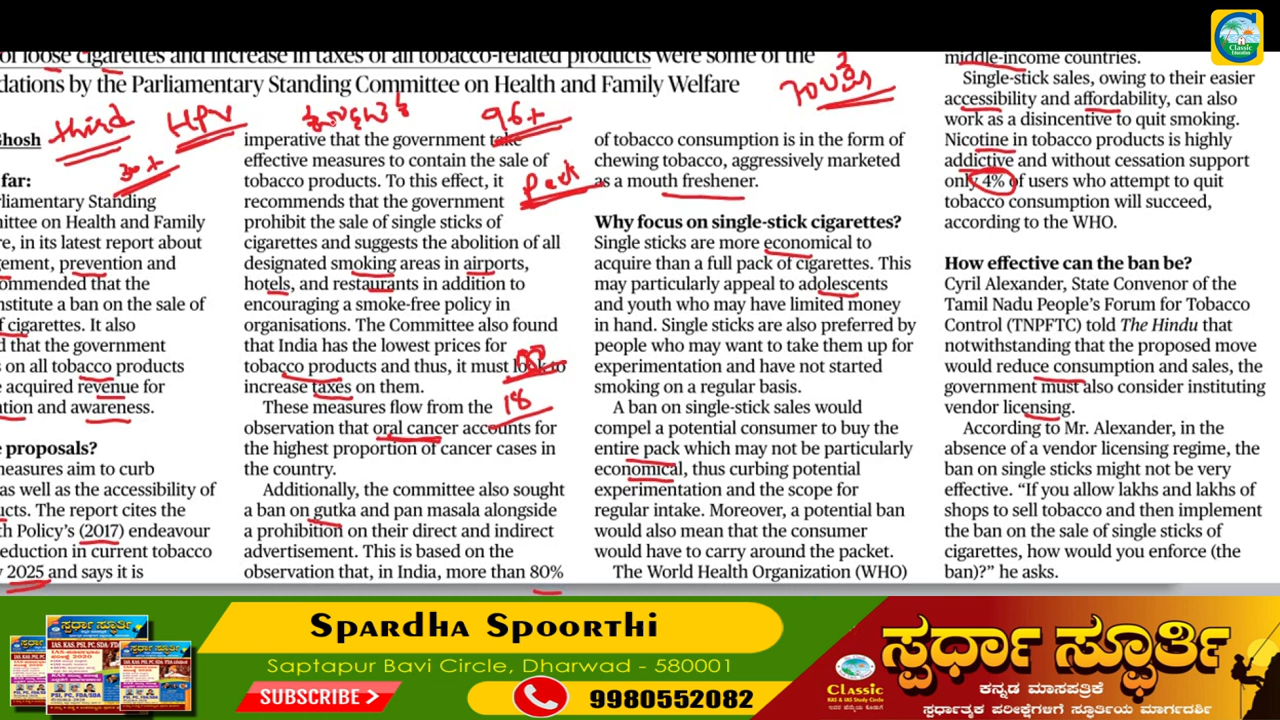 of loose cigarettes and increase in taxes of all tobacco-related products were some of the
dations by the Parliamentary Standing Committee on Health and Family Welfare
third
HPV
30+
96+
Pack
18
Ghosh
far:
rliamentary Standing
ittee on Health and Family
re, in its latest report about
gement, prevention and
ommended that the
nstitute a ban on the sale of
f cigarettes. It also
d that the government
s on all tobacco products
e acquired revenue for
ntion and awareness.
e proposals?
measures aim to curb
as well as the accessibility of
ucts. The report cites the
th Policy's (2017) endeavour
eduction in current tobacco
y 2025 and says it is
imperative that the government take
effective measures to contain the sale of
tobacco products. To this effect, it
recommends that the government
prohibit the sale of single sticks of
cigarettes and suggests the abolition of all
designated smoking areas in airports,
hotels, and restaurants in addition to
encouraging a smoke-free policy in
organisations. The Committee also found
that India has the lowest prices for
tobacco products and thus, it must look to
increase taxes on them.
These measures flow from the
observation that oral cancer accounts for
the highest proportion of cancer cases in
the country.
Additionally, the committee also sought
a ban on gutka and pan masala alongside
a prohibition on their direct and indirect
advertisement. This is based on the
observation that, in India, more than 80%
of tobacco consumption is in the form of
chewing tobacco, aggressively marketed
as a mouth freshener.
Why focus on single-stick cigarettes?
Single sticks are more economical to
acquire than a full pack of cigarettes. This
may particularly appeal to adolescents
and youth who may have limited money
in hand. Single sticks are also preferred by
people who may want to take them up for
experimentation and have not started
smoking on a regular basis.
A ban on single-stick sales would
compel a potential consumer to buy the
entire pack which may not be particularly
economical, thus curbing potential
experimentation and the scope for
regular intake. Moreover, a potential ban
would also mean that the consumer
would have to carry around the packet.
The World Health Organization (WHO)
middle-income countries.
Single-stick sales, owing to their easier
accessibility and affordability, can also
work as a disincentive to quit smoking.
Nicotine in tobacco products is highly
addictive and without cessation support
only 4% of users who attempt to quit
tobacco consumption will succeed,
according to the WHO.
How effective can the ban be?
Cyril Alexander, State Convenor of the
Tamil Nadu People's Forum for Tobacco
Control (TNPFTC) told The Hindu that
notwithstanding that the proposed move
would reduce consumption and sales, the
government must also consider instituting
vendor licensing.
According to Mr. Alexander, in the
absence of a vendor licensing regime, the
ban on single sticks might not be very
effective. “If you allow lakhs and lakhs of
shops to sell tobacco and then implement
the ban on the sale of single sticks of
cigarettes, how would you enforce (the
ban)?” he asks.
Classic
Education
ಸ್ಪರ್ಧಾ ಸ್ಫೂರ್ತಿ
Spardha Spoorthi
Saptapur Bavi Circle, Dharwad - 580001
SUBSCRIBE >
9980552082
Classic
IAS & KAS Study Circle
ಸ್ಪರ್ಧಾ ಸ್ಫೂರ್ತಿ
ಕನ್ನಡ ಮಾಸಪತ್ರಿಕೆ
ಸ್ಪರ್ಧಾತ್ಮಕ ಪರೀಕ್ಷೆಗಳಿಗೆ ಸ್ಫೂರ್ತಿಯ ಮಾರ್ಗದರ್ಶಿ